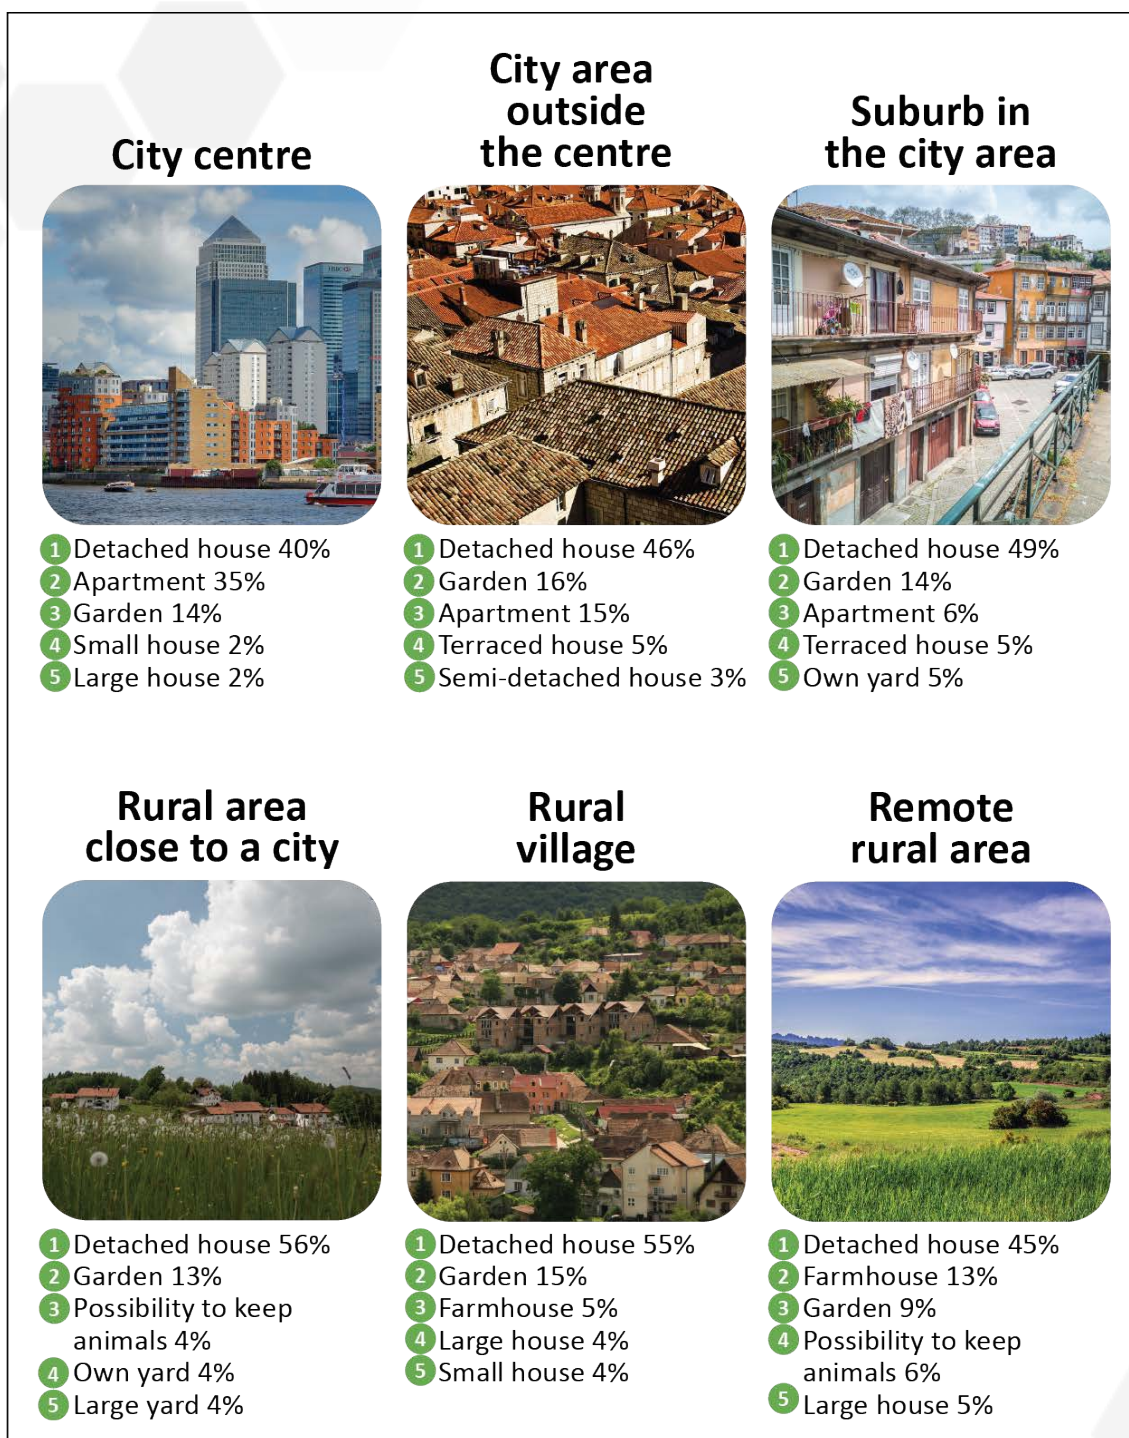 City centre
City area
outside
the centre
Suburb in
the city area
1 Detached house 40%
2 Apartment 35%
3 Garden 14%
4 Small house 2%
5 Large house 2%
1 Detached house 46%
2 Garden 16%
3 Apartment 15%
4 Terraced house 5%
5 Semi-detached house 3%
1 Detached house 49%
2 Garden 14%
3 Apartment 6%
4 Terraced house 5%
5 Own yard 5%
Rural area
close to a city
Rural
village
Remote
rural area
1 Detached house 56%
2 Garden 13%
3 Possibility to keep
animals 4%
4 Own yard 4%
5 Large yard 4%
1 Detached house 55%
2 Garden 15%
3 Farmhouse 5%
4 Large house 4%
5 Small house 4%
1 Detached house 45%
2 Farmhouse 13%
3 Garden 9%
4 Possibility to keep
animals 6%
5 Large house 5%